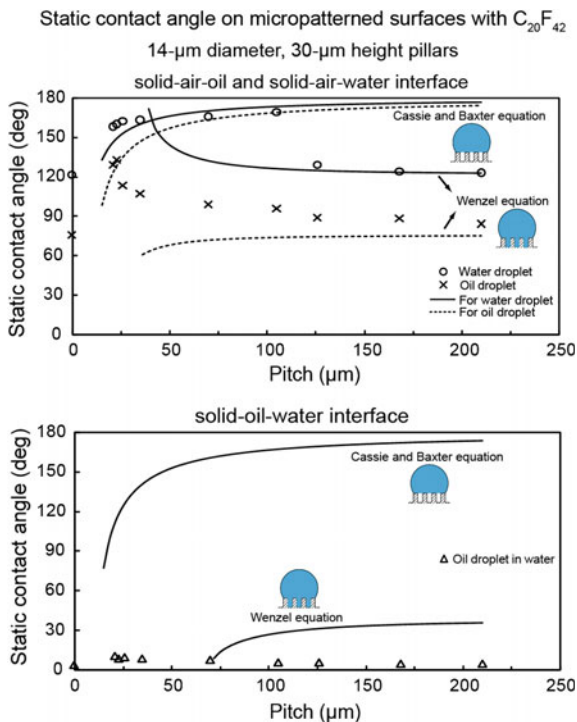 Static contact angle on micropatterned surfaces with C20F42
14-μm diameter, 30-μm height pillars
solid-air-oil and solid-air-water interface
Static contact angle (deg)
180
150
120
90
60
30
0
Cassie and Baxter equation
Wenzel equation
Water droplet
Oil droplet
For water droplet
For oil droplet
0 50 100 150 200 250
Pitch (μm)
solid-oil-water interface
Static contact angle (deg)
180
150
120
90
60
30
0
Cassie and Baxter equation
Oil droplet in water
Wenzel equation
0 50 100 150 200 250
Pitch (μm)